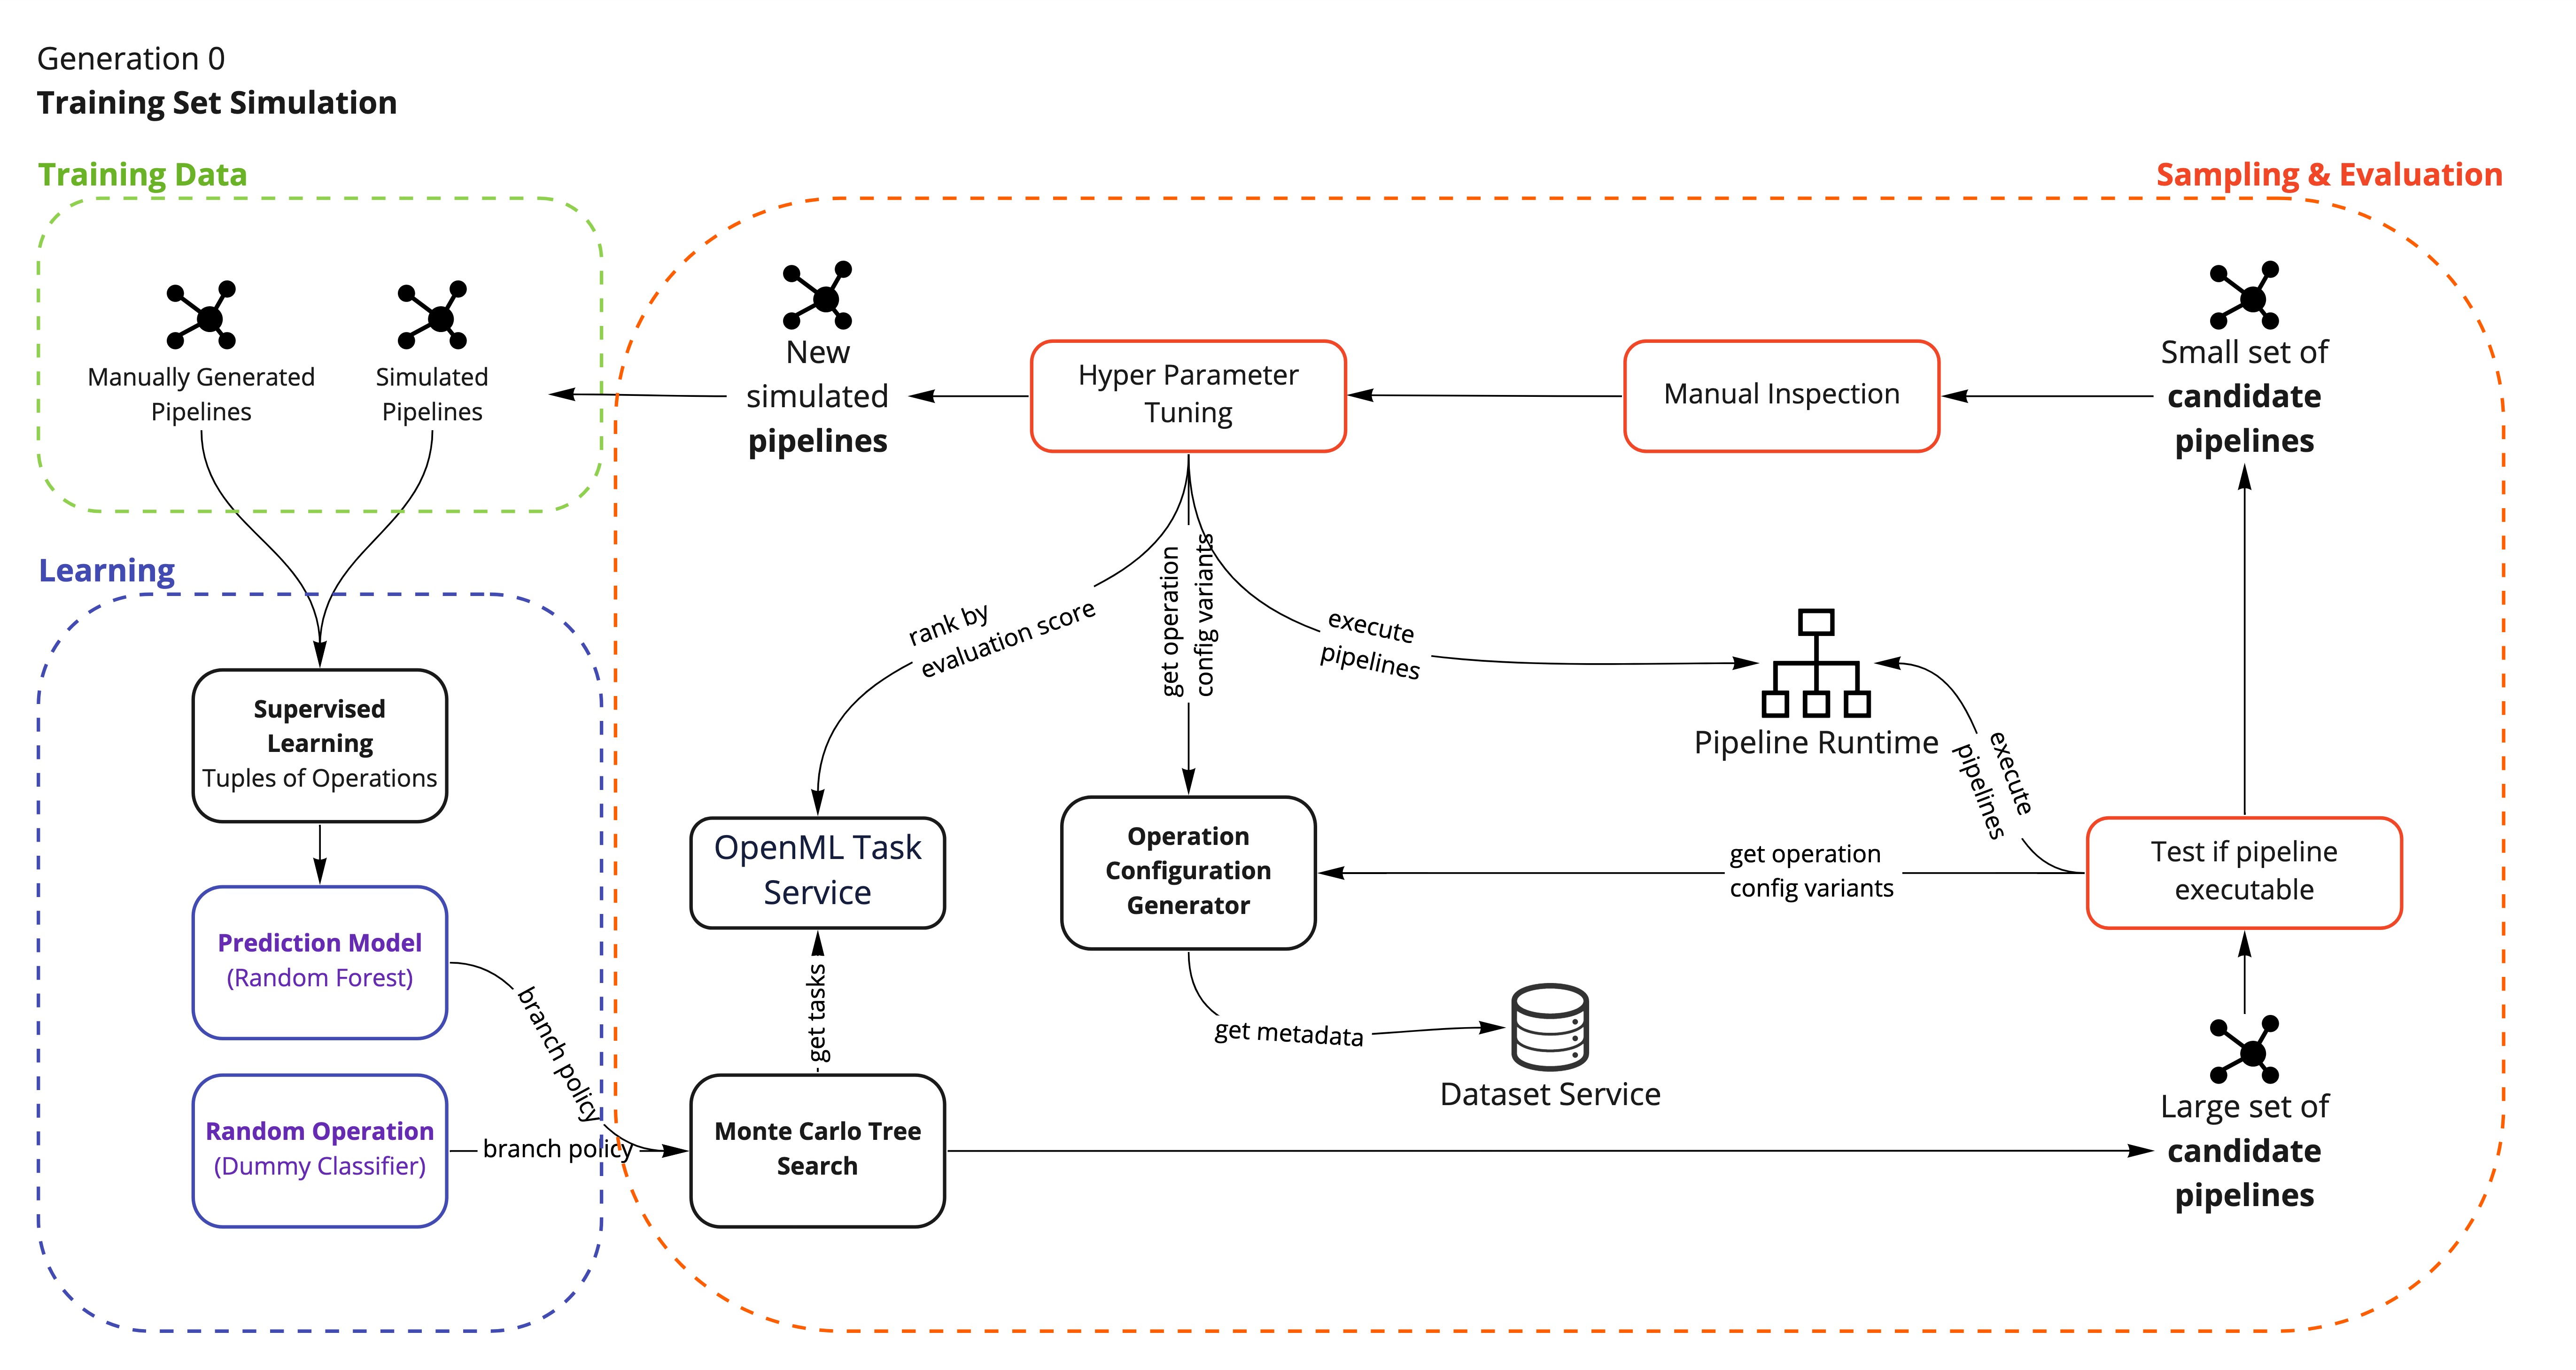 Generation 0
Training Set Simulation
Training Data
Sampling & Evaluation
Manually Generated
Pipelines
Simulated
Pipelines
New
simulated
pipelines
Hyper Parameter
Tuning
Manual Inspection
Small set of
candidate
pipelines
Learning
rank by
evaluation score
get operation
config variants
execute
pipelines
Pipeline Runtime
execute
pipelines
Supervised
Learning
Tuples of Operations
OpenML Task
Service
Operation
Configuration
Generator
get operation
config variants
Test if pipeline
executable
Prediction Model
(Random Forest)
branch policy
get tasks
get metadata
Dataset Service
Random Operation
(Dummy Classifier)
branch policy
Monte Carlo Tree
Search
Large set of
candidate
pipelines